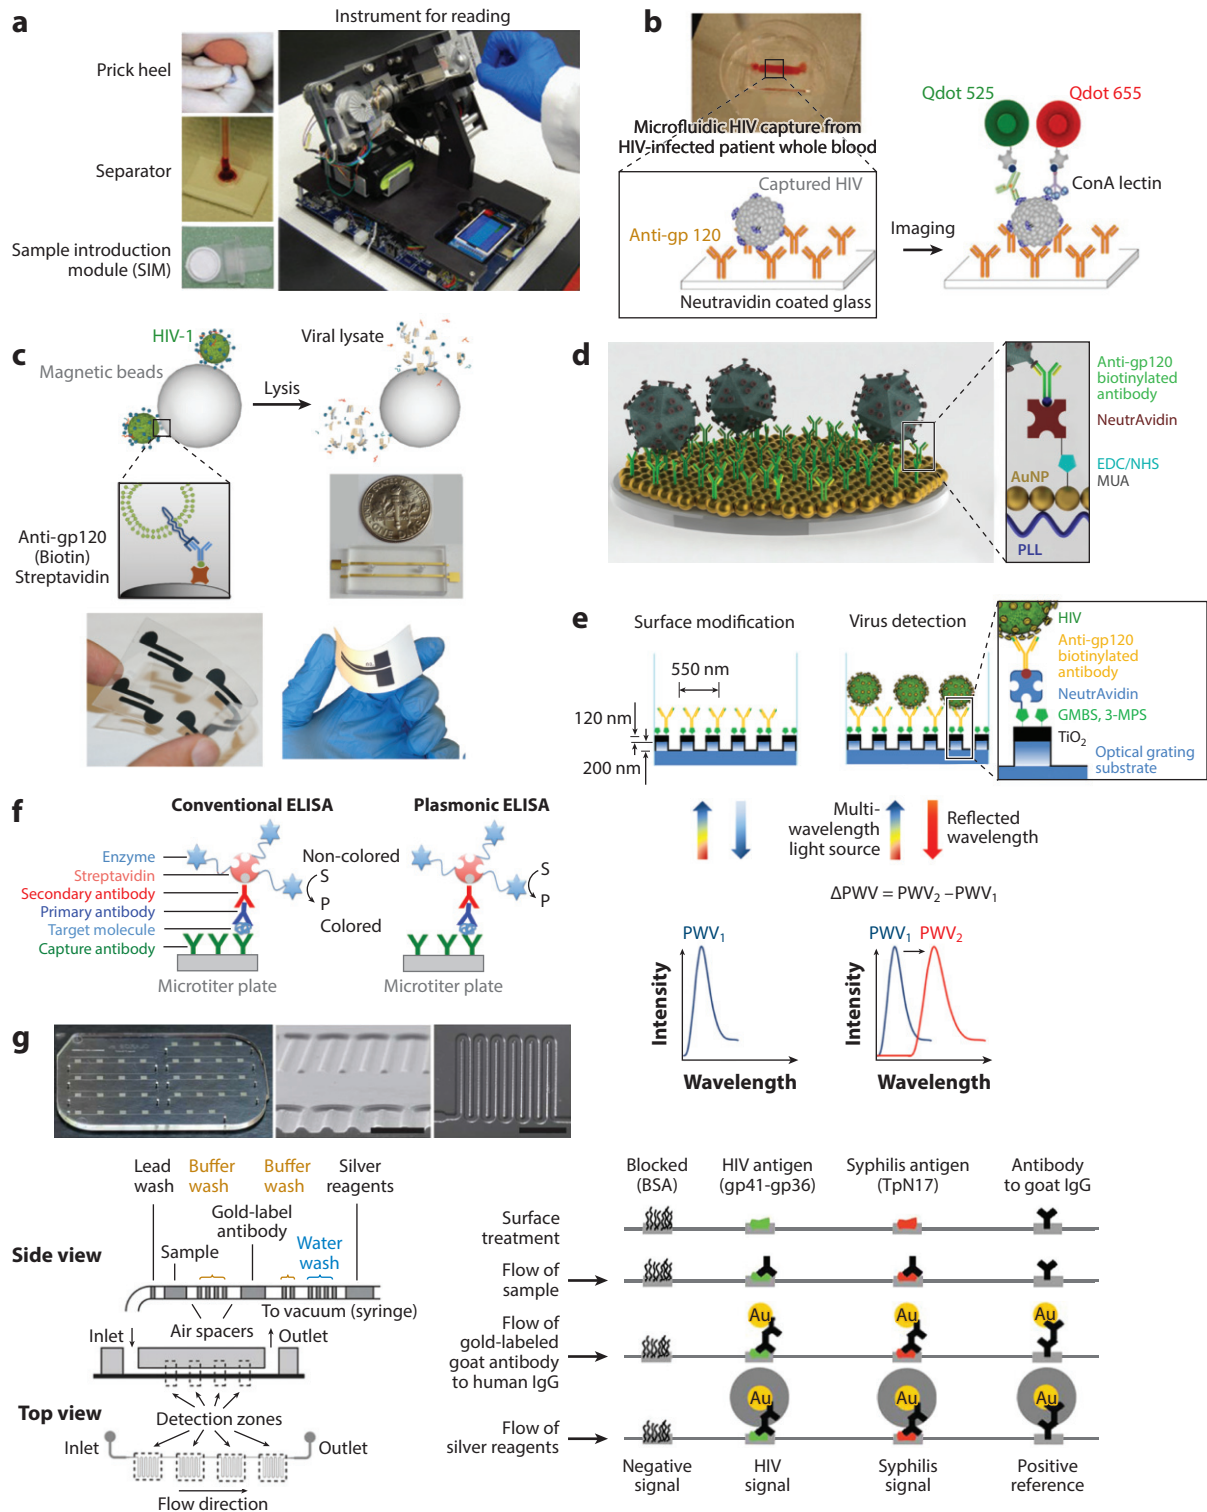 a
Instrument for reading
Prick heel
Separator
Sample introduction
module (SIM)
b
Microfluidic HIV capture from
HIV-infected patient whole blood
Captured HIV
Anti-gp 120
Neutravidin coated glass
Imaging
Qdot 525
Qdot 655
ConA lectin
c
HIV-1
Magnetic beads
Lysis
Viral lysate
Anti-gp120
(Biotin)
Streptavidin
d
Anti-gp120
biotinylated
antibody
NeutrAvidin
EDC/NHS
MUA
AuNP
PLL
e
Surface modification
550 nm
120 nm
200 nm
Virus detection
HIV
Anti-gp120
biotinylated
antibody
NeutrAvidin
GMBS, 3-MPS
TiO₂
Optical grating
substrate
Multi-
wavelength
light source
Reflected
wavelength
ΔPWV = PWV₂ – PWV₁
PWV₁
Intensity
Wavelength
PWV₁
PWV₂
Intensity
Wavelength
f
Conventional ELISA
Plasmonic ELISA
Enzyme
Streptavidin
Secondary antibody
Primary antibody
Target molecule
Capture antibody
Non-colored
S
P
Colored
S
P
Microtiter plate
Microtiter plate
g
Lead
wash
Buffer
wash
Buffer
wash
Silver
reagents
Gold-label
antibody
Side view
Sample
Water
wash
To vacuum (syringe)
Air spacers
Inlet
Outlet
Top view
Detection zones
Inlet
Outlet
Flow direction
Blocked
(BSA)
HIV antigen
(gp41-gp36)
Syphilis antigen
(TpN17)
Antibody
to goat IgG
Surface
treatment
Flow of
sample
Flow of
gold-labeled
goat antibody
to human IgG
Au
Au
Au
Flow of
silver reagents
Au
Au
Au
Negative
signal
HIV
signal
Syphilis
signal
Positive
reference